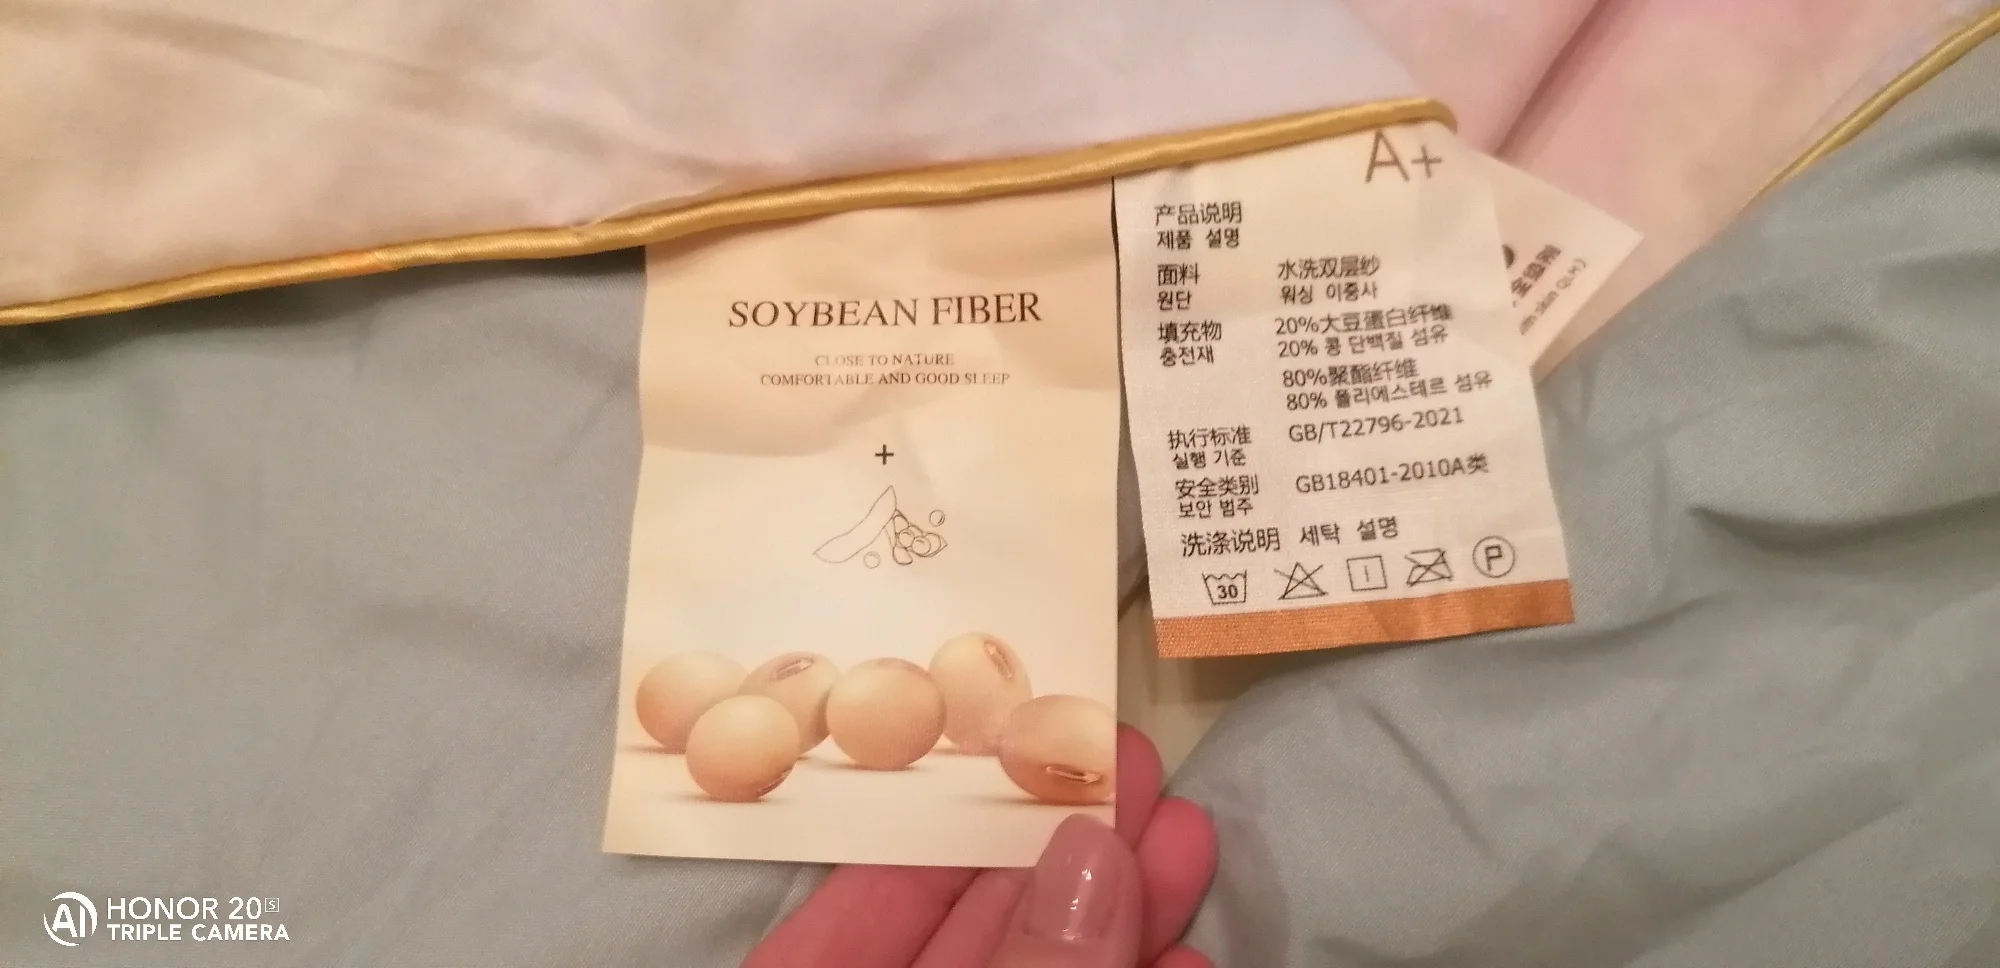 SOYBEAN FIBER
CLOSE TO NATURE
COMFORTABLE AND GOOD SLEEP
+
A+
产品说明
제품 설명
面料 水洗双层纱
원단 워싱 이중사
填充物 20%大豆蛋白纤维
충전재 20% 콩 단백질 섬유
80%聚酯纤维
80% 폴리에스테르 섬유
执行标准 GB/T22796-2021
실행 기준
安全类别 GB18401-2010A类
보안 범주
洗涤说明 세탁 설명
30
P
HONOR 20S
TRIPLE CAMERA
AI